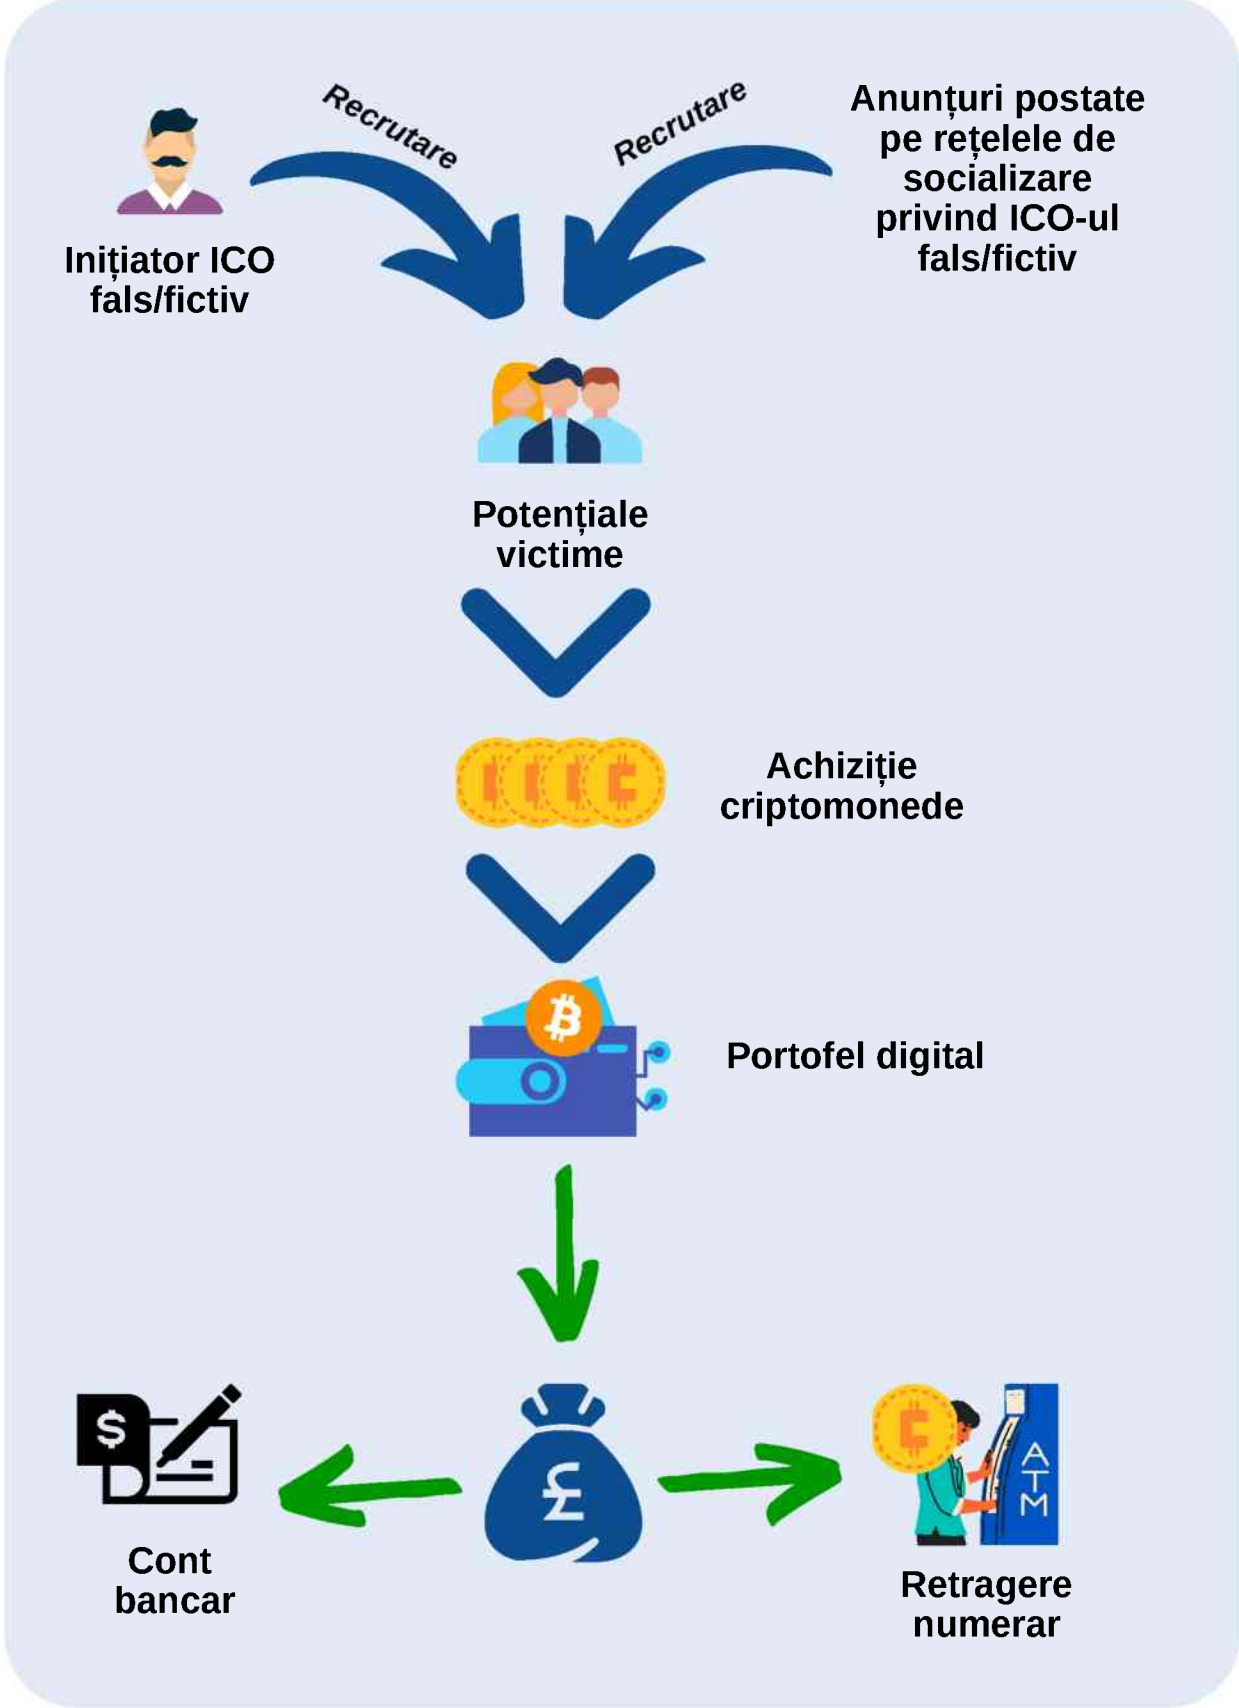 Recrutare
Recrutare
Inițiator ICO
fals/fictiv
Anunțuri postate
pe rețelele de
socializare
privind ICO-ul
fals/fictiv
Potențiale
victime
Achiziție
criptomonede
Portofel digital
$
£
ATM
Cont
bancar
Retragere
numerar